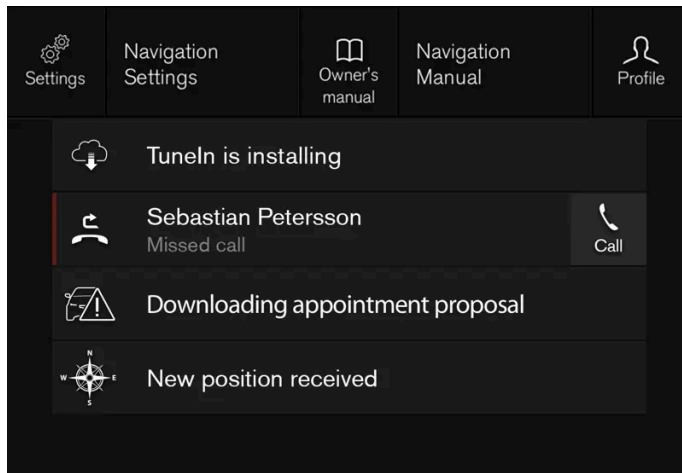 Settings
Navigation
Settings
Owner's
manual
Navigation
Manual
Profile
TuneIn is installing
Sebastian Petersson
Missed call
Call
Downloading appointment proposal
N
W
E
S
New position received